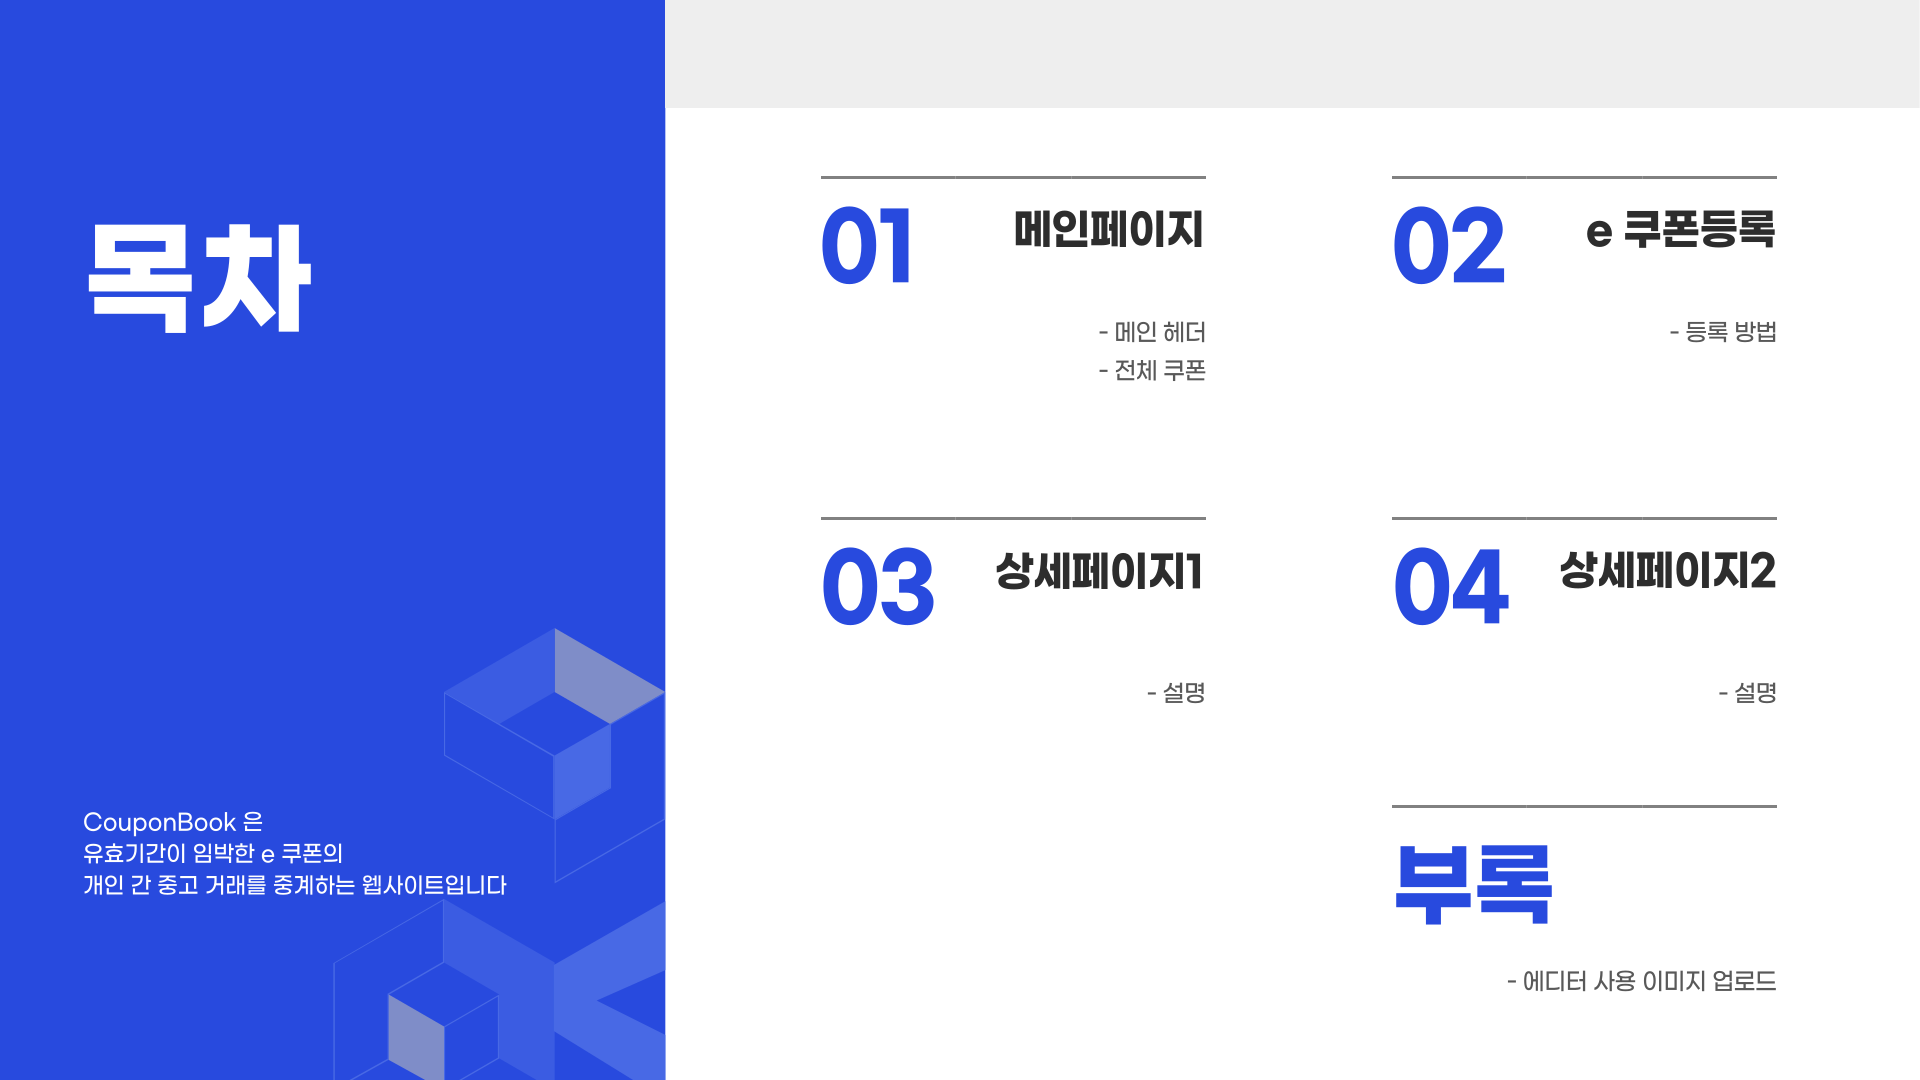 목차
CouponBook 은
유효기간이 임박한 e 쿠폰의
개인 간 중고 거래를 중계하는 웹사이트입니다
01 메인페이지
- 메인 헤더
- 전체 쿠폰
02 e 쿠폰등록
- 등록 방법
03 상세페이지1
- 설명
04 상세페이지2
- 설명
부록
- 에디터 사용 이미지 업로드